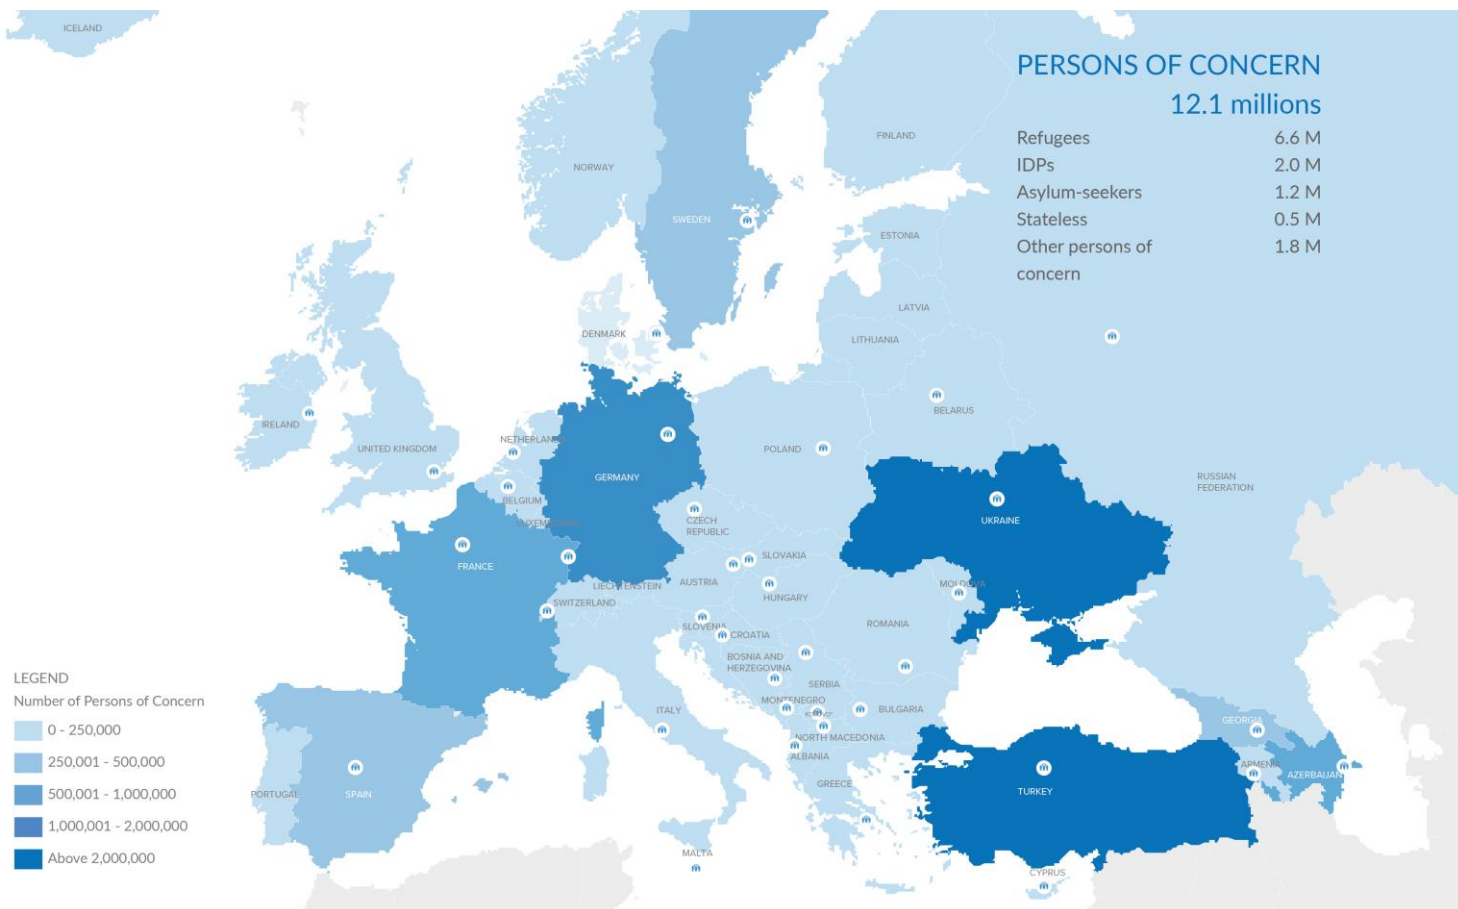 ICELAND
PERSONS OF CONCERN
12.1 millions
Refugees 6.6 M
IDPs 2.0 M
Asylum-seekers 1.2 M
Stateless 0.5 M
Other persons of 1.8 M
concern
FINLAND
NORWAY
SWEDEN
ESTONIA
LATVIA
DENMARK
LITHUANIA
BELARUS
IRELAND
UNITED KINGDOM
NETHERLANDS
POLAND
GERMANY
RUSSIAN
FEDERATION
BELGIUM
LUXEMBOURG
CZECH
REPUBLIC
UKRAINE
SLOVAKIA
FRANCE
AUSTRIA
LIECHTENSTEIN
MOLDOVA
HUNGARY
SWITZERLAND
SLOVENIA
ROMANIA
CROATIA
BOSNIA AND
HERZEGOVINA
SERBIA
MONTENEGRO
ITALY
BULGARIA
GEORGIA
NORTH MACEDONIA
ALBANIA
ARMENIA
AZERBAIJAN
GREECE
TURKEY
PORTUGAL
SPAIN
MALTA
CYPRUS
LEGEND
Number of Persons of Concern
0 - 250,000
250,001 - 500,000
500,001 - 1,000,000
1,000,001 - 2,000,000
Above 2,000,000